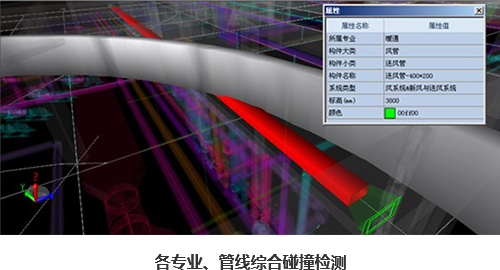 属性
属性名称 属性值
所属专业 暖通
构件大类 风管
构件小类 送风管
构件名称 送风管-400*200
系统类型 风系统&新风与送风系统
标高(mm) 3800
颜色 00ff00
Z
Y
各专业、管线综合碰撞检测